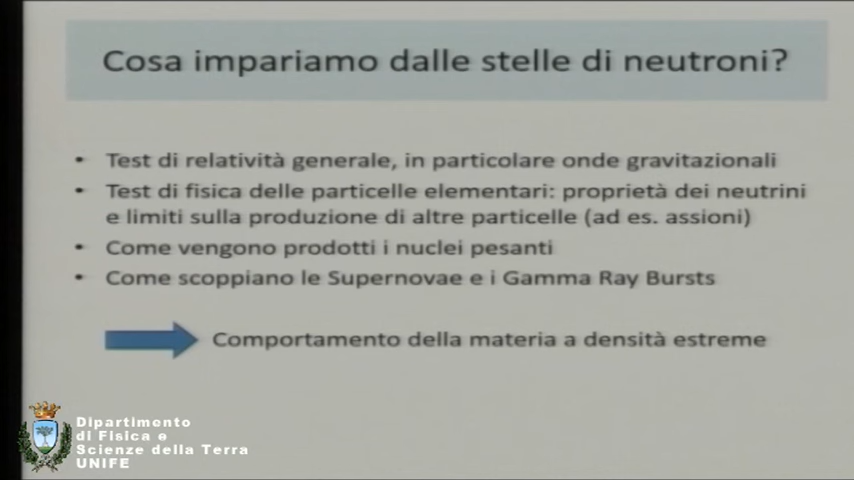 Cosa impariamo dalle stelle di neutroni?
• Test di relatività generale, in particolare onde gravitazionali
• Test di fisica delle particelle elementari: proprietà dei neutrini
e limiti sulla produzione di altre particelle (ad es. assioni)
• Come vengono prodotti i nuclei pesanti
• Come scoppiano le Supernovae e i Gamma Ray Bursts
Comportamento della materia a densità estreme
Dipartimento
di Fisica e
Scienze della Terra
UNIFE